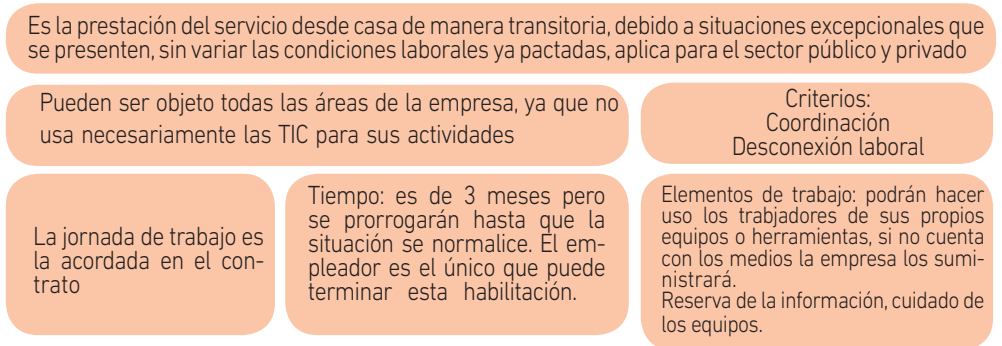 Es la prestación del servicio desde casa de manera transitoria, debido a situaciones excepcionales que
se presenten, sin variar las condiciones laborales ya pactadas, aplica para el sector público y privado
Pueden ser objeto todas las áreas de la empresa, ya que no
usa necesariamente las TIC para sus actividades
Criterios:
Coordinación
Desconexión laboral
La jornada de trabajo es
la acordada en el con-
trato
Tiempo: es de 3 meses pero
se prorrogarán hasta que la
situación se normalice. El em-
pleador es el único que puede
terminar esta habilitación.
Elementos de trabajo: podrán hacer
uso los trabjadores de sus propios
equipos o herramientas, si no cuenta
con los medios la empresa los sumi-
nistrará.
Reserva de la información, cuidado de
los equipos.